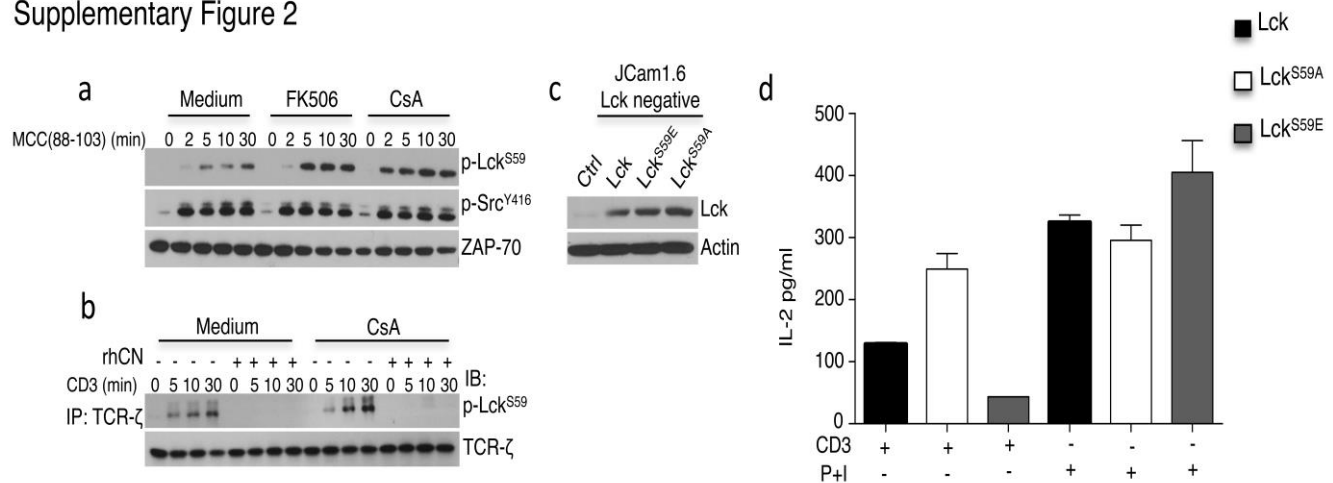 Supplementary Figure 2
a
Medium FK506 CsA
MCC(88-103) (min) 0 2 5 10 30 0 2 5 10 30 0 2 5 10 30
p-Lck^S59
p-Src^Y416
ZAP-70
b
Medium CsA
rhCN - - - - + + + + - - - - + + + +
CD3 (min) 0 5 10 30 0 5 10 30 0 5 10 30 0 5 10 30 IB:
IP: TCR-ζ p-Lck^S59
TCR-ζ
c
JCam1.6
Lck negative
Ctrl Lck Lck^S59E Lck^S59A
Lck
Actin
d
Lck
Lck^S59A
Lck^S59E
IL-2 pg/ml
500
400
300
200
100
0
CD3 + + + - - -
P+I - - - + + +